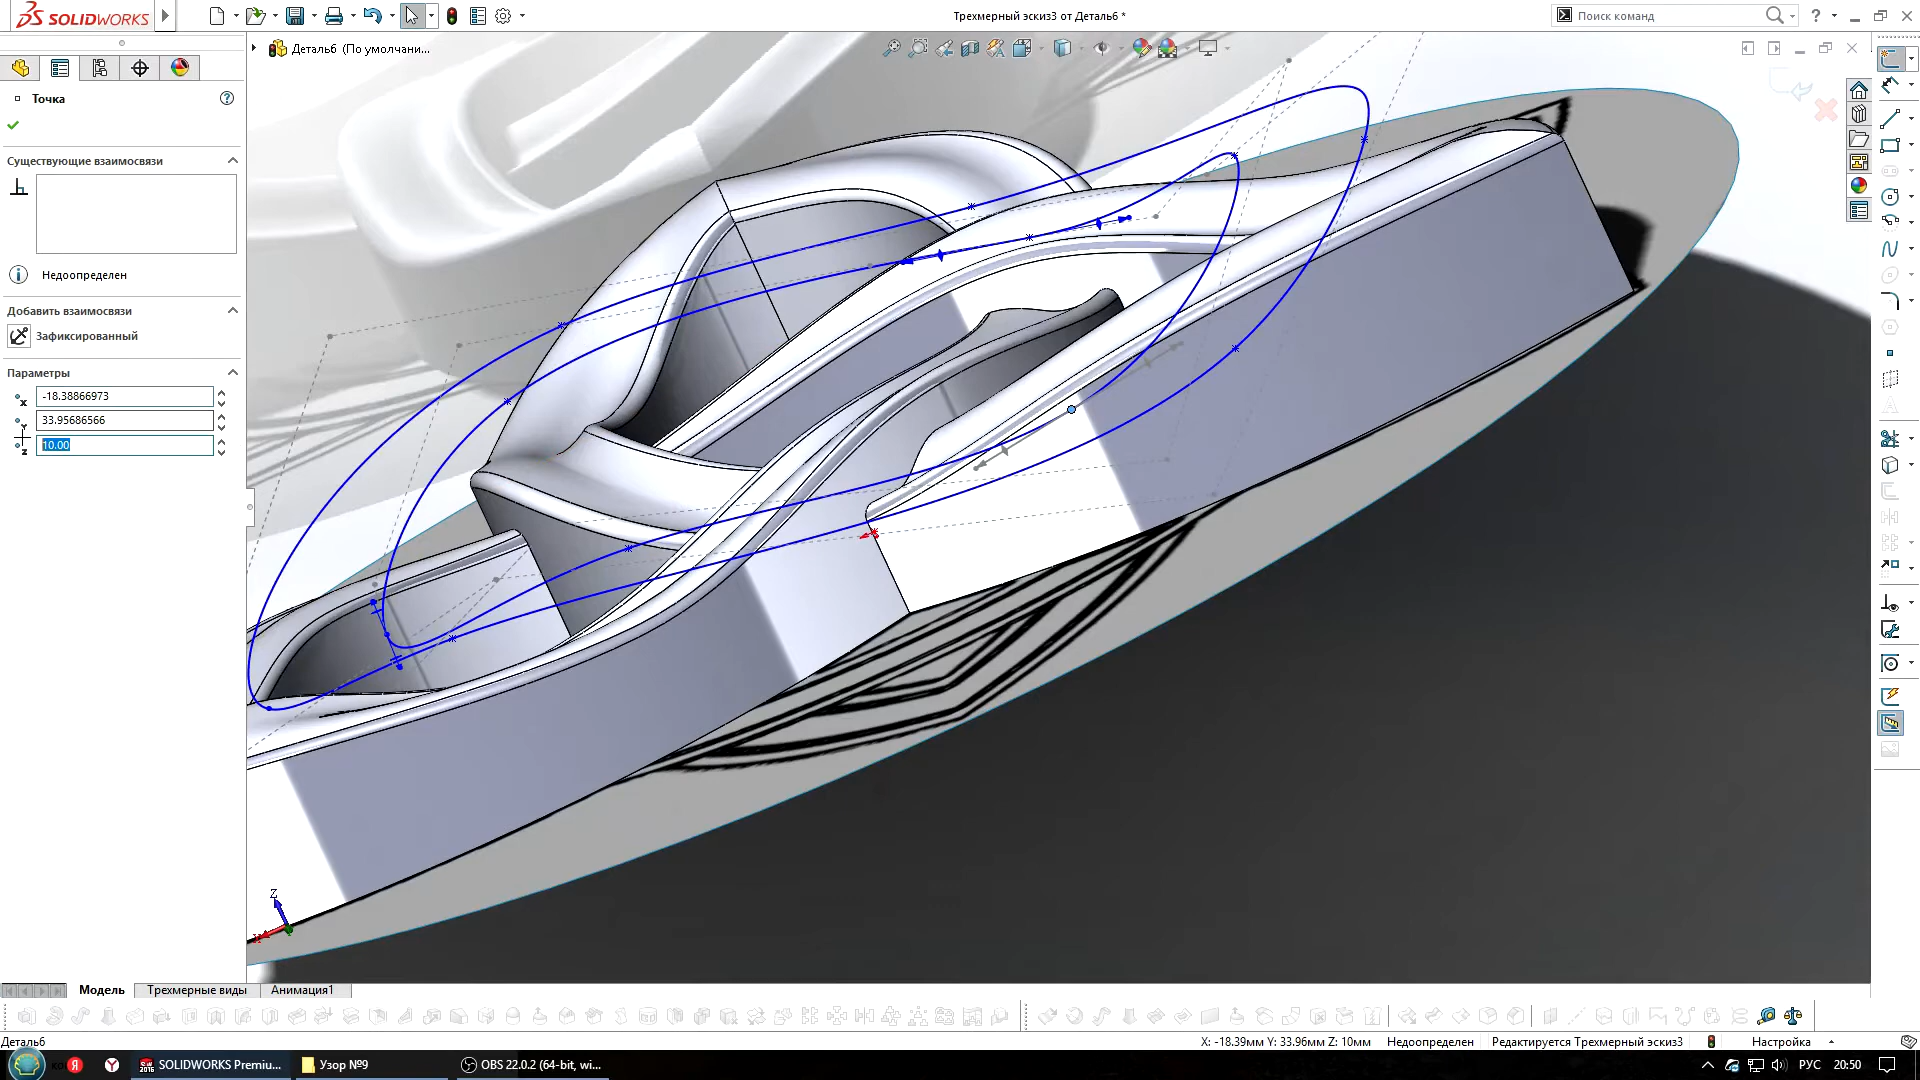 SOLIDWORKS
Трехмерный эскиз3 от Деталь6 *
Поиск команд
Деталь6 (По умолчани...
Точка
Существующие взаимосвязи
Недоопределен
Добавить взаимосвязи
Зафиксированный
Параметры
-18.38866973
33.95686566
10.00
Z
X
Модель
Трехмерные виды
Анимация1
Деталь6
X: -18.39мм Y: 33.96мм Z: 10мм
Недоопределен
Редактируется Трехмерный эскиз3
Настройка
SOLIDWORKS Premiu...
Узор №9
OBS 22.0.2 (64-bit, wi...
РУС
20:50